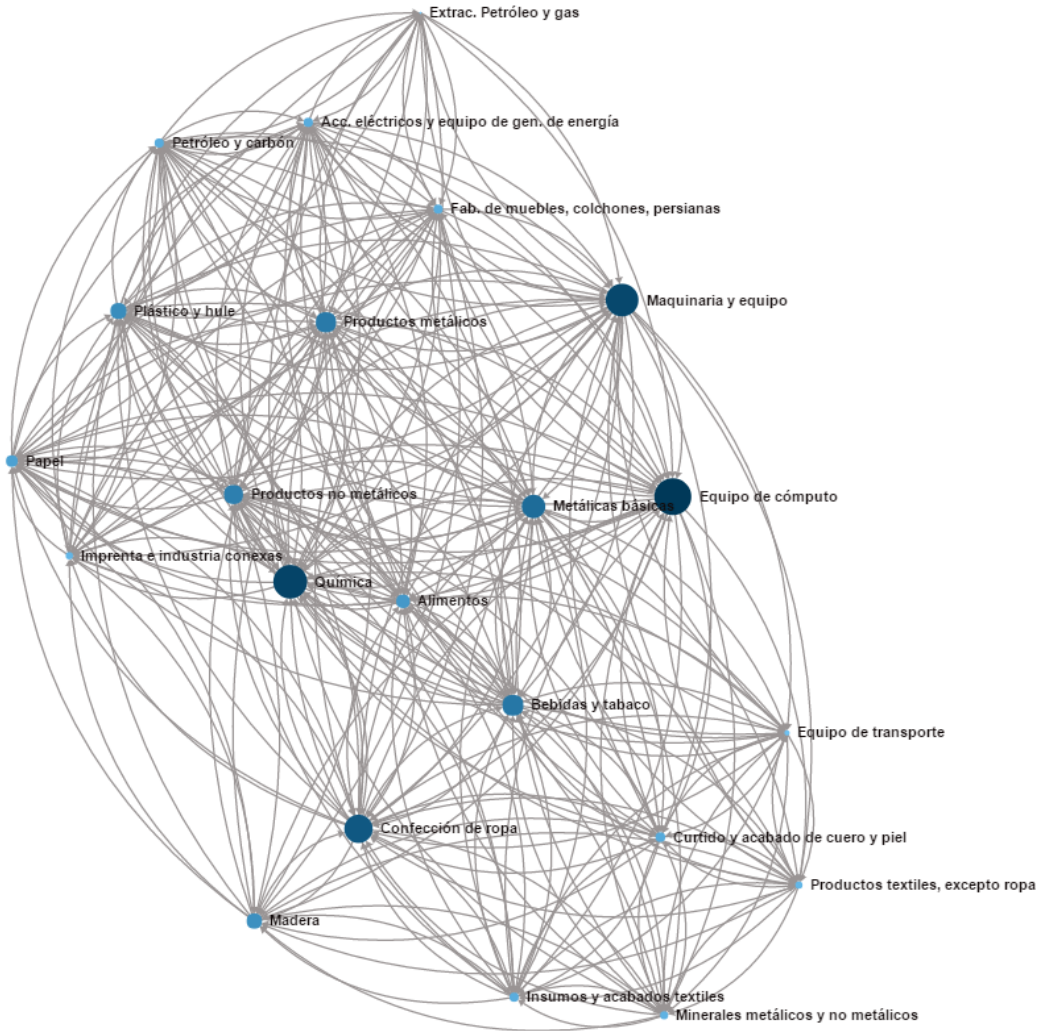 Extrac. Petróleo y gas
Acc. eléctricos y equipo de gen. de energía
Petróleo y carbón
Fab. de muebles, colchones, persianas
Maquinaria y equipo
Plástico y hule
Productos metálicos
Papel
Productos no metálicos
Equipo de cómputo
Metálicas básicas
Imprenta e industria conexas
Química
Alimentos
Bebidas y tabaco
Equipo de transporte
Confección de ropa
Curtido y acabado de cuero y piel
Productos textiles, excepto ropa
Madera
Insumos y acabados textiles
Minerales metálicos y no metálicos